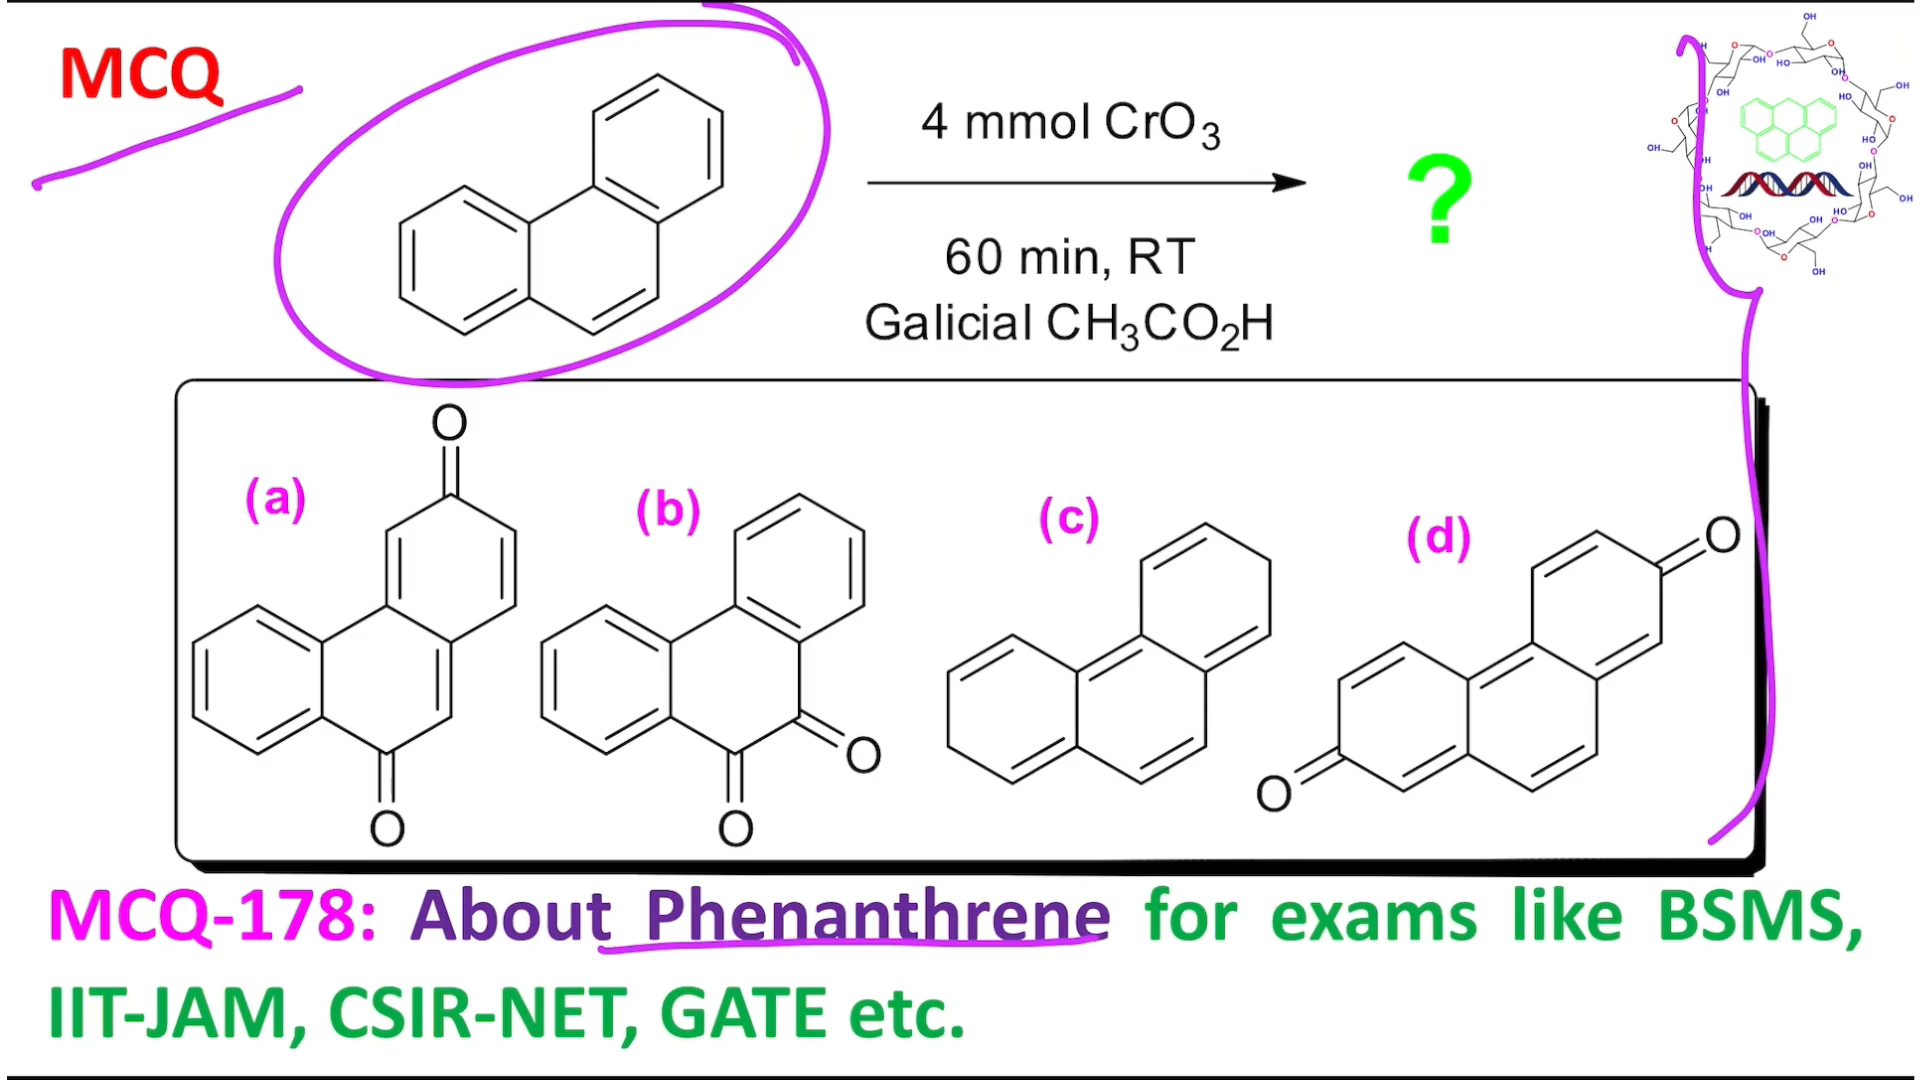 MCQ
4 mmol CrO₃
60 min, RT
Galicial CH₃CO₂H
?
(a)
(b)
(c)
(d)
O
O
O
O
O
O
MCQ-178: About Phenanthrene for exams like BSMS,
IIT-JAM, CSIR-NET, GATE etc.